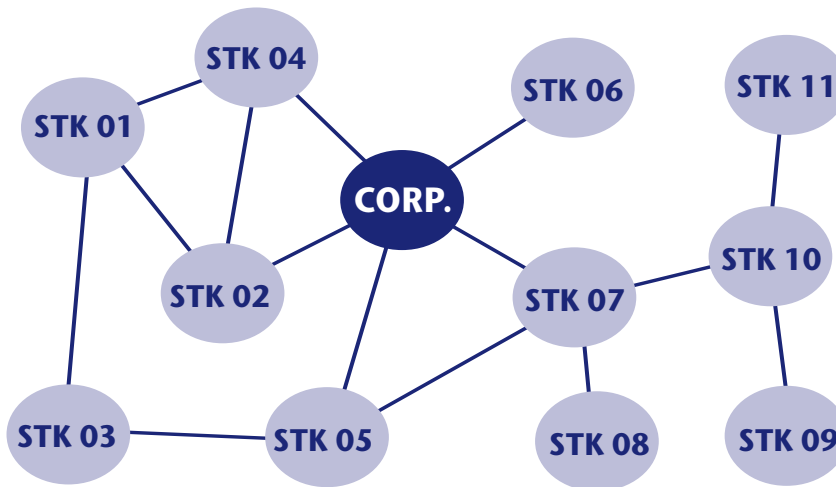 STK 04
STK 06
STK 11
STK 01
CORP.
STK 10
STK 02
STK 07
STK 03
STK 05
STK 08
STK 09